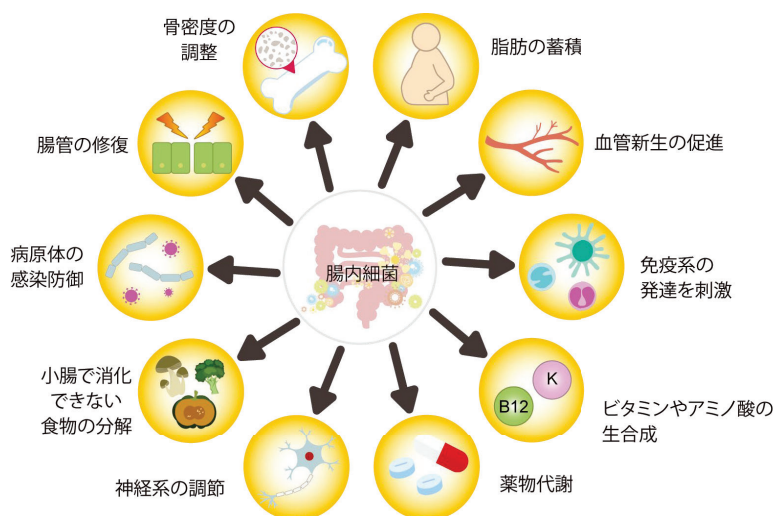 骨密度の
調整
脂肪の蓄積
血管新生の促進
免疫系の
発達を刺激
K
B12
ビタミンやアミノ酸の
生合成
薬物代謝
神経系の調節
小腸で消化
できない
食物の分解
病原体の
感染防御
腸管の修復
腸内細菌